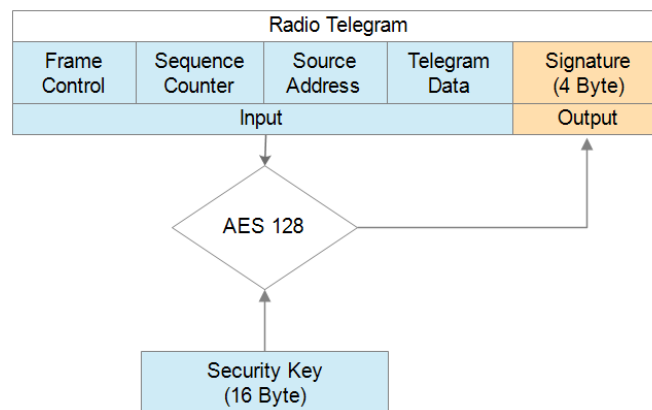 Radio Telegram
Frame Control
Sequence Counter
Source Address
Telegram Data
Signature (4 Byte)
Input
Output
AES 128
Security Key
(16 Byte)